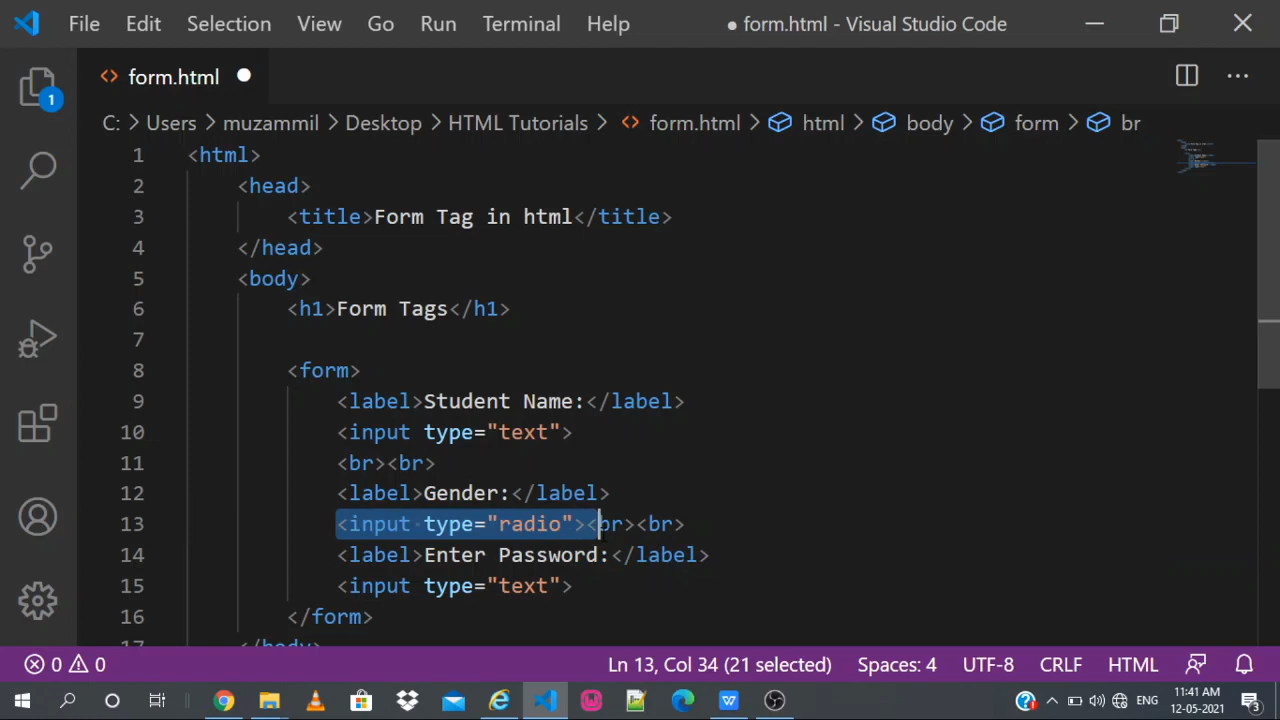 File Edit Selection View Go Run Terminal Help ● form.html - Visual Studio Code
1
<> form.html ●
C: > Users > muzammil > Desktop > HTML Tutorials > <> form.html > html > body > form > br
1 <html>
2 <head>
3 <title>Form Tag in html</title>
4 </head>
5 <body>
6 <h1>Form Tags</h1>
7
8 <form>
9 <label>Student Name:</label>
10 <input type="text">
11 <br><br>
12 <label>Gender:</label>
13 <input type="radio"><br><br>
14 <label>Enter Password:</label>
15 <input type="text">
16 </form>
17 </body>
0 0 Ln 13, Col 34 (21 selected) Spaces: 4 UTF-8 CRLF HTML
ENG 11:41 AM
12-05-2021 3